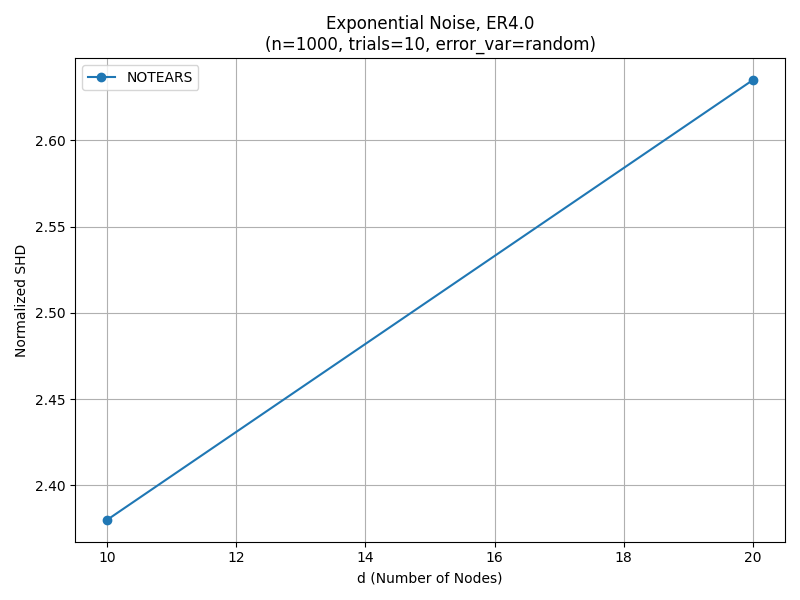 Exponential Noise, ER4.0
(n=1000, trials=10, error_var=random)
NOTEARS
Normalized SHD
2.60
2.55
2.50
2.45
2.40
10 12 14 16 18 20
d (Number of Nodes)